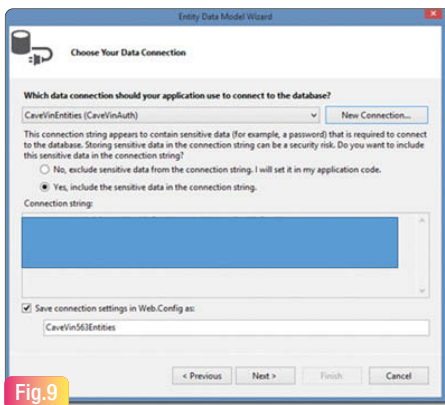 Entity Data Model Wizard
Choose Your Data Connection
Which data connection should your application use to connect to the database?
CaveVinEntities (CaveVinAuth)
New Connection...
This connection string appears to contain sensitive data (for example, a password) that is required to connect
to the database. Storing sensitive data in the connection string can be a security risk. Do you want to include
this sensitive data in the connection string?
No, exclude sensitive data from the connection string. I will set it in my application code.
Yes, include the sensitive data in the connection string.
Connection string:
Save connection settings in Web.Config as:
CaveVin563Entities
< Previous
Next >
Finish
Cancel
Fig.9